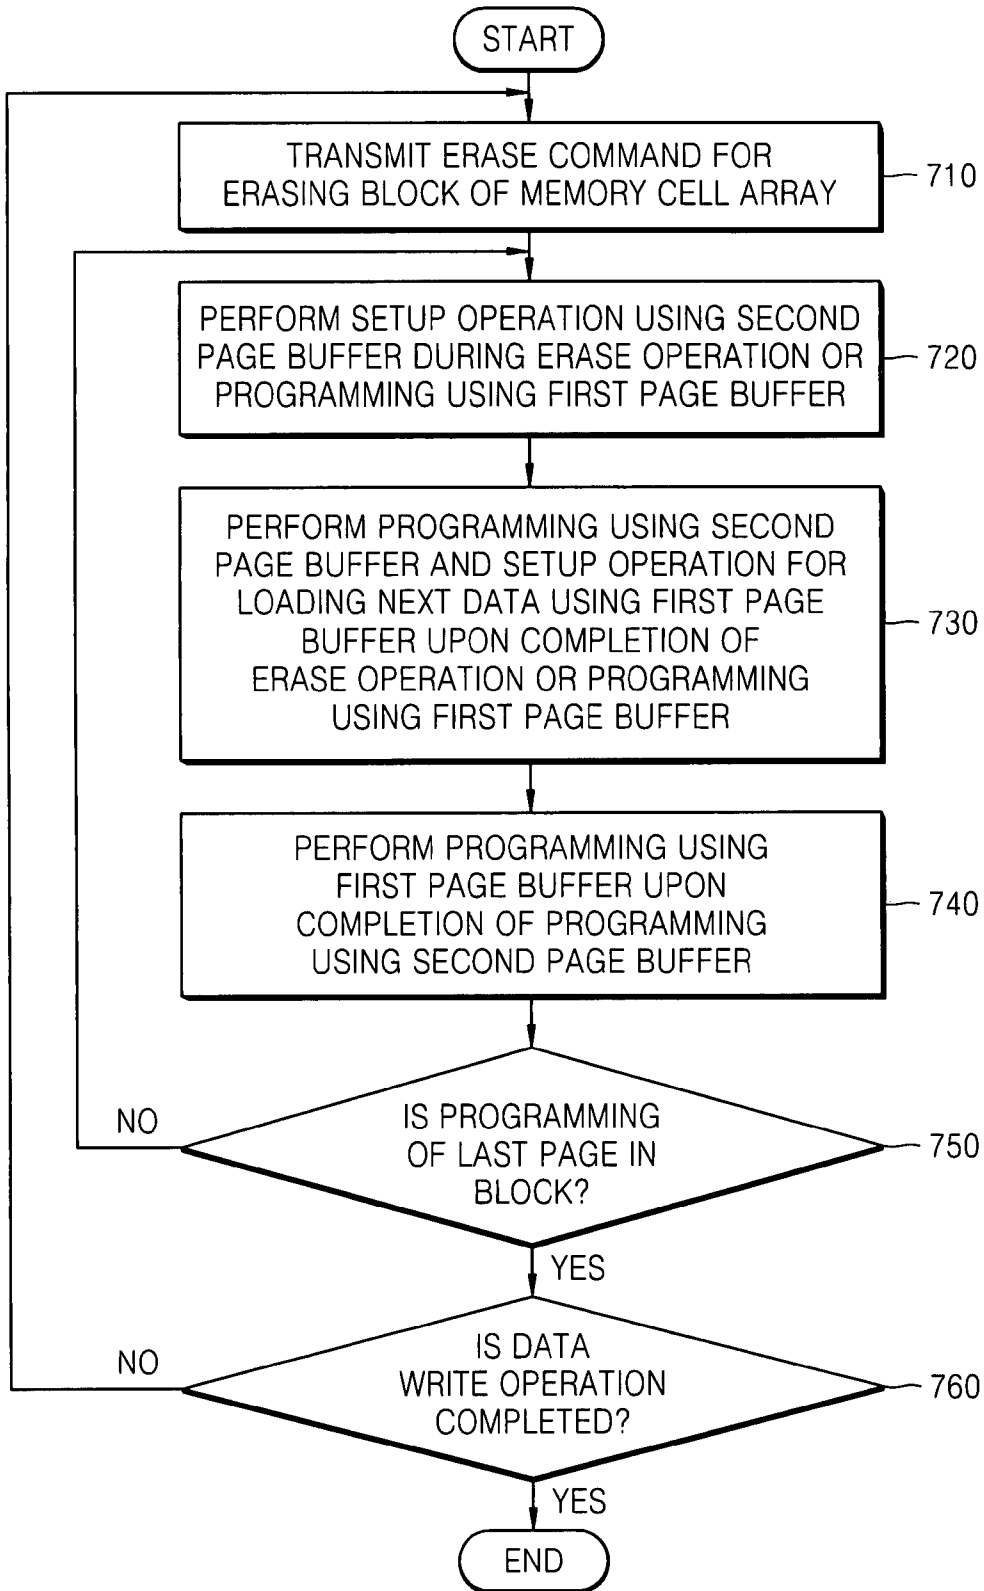 START
TRANSMIT ERASE COMMAND FOR
ERASING BLOCK OF MEMORY CELL ARRAY
710
PERFORM SETUP OPERATION USING SECOND
PAGE BUFFER DURING ERASE OPERATION OR
PROGRAMMING USING FIRST PAGE BUFFER
720
PERFORM PROGRAMMING USING SECOND
PAGE BUFFER AND SETUP OPERATION FOR
LOADING NEXT DATA USING FIRST PAGE
BUFFER UPON COMPLETION OF
ERASE OPERATION OR PROGRAMMING
USING FIRST PAGE BUFFER
730
PERFORM PROGRAMMING USING
FIRST PAGE BUFFER UPON
COMPLETION OF PROGRAMMING
USING SECOND PAGE BUFFER
740
NO
IS PROGRAMMING
OF LAST PAGE IN
BLOCK?
750
YES
NO
IS DATA
WRITE OPERATION
COMPLETED?
760
YES
END